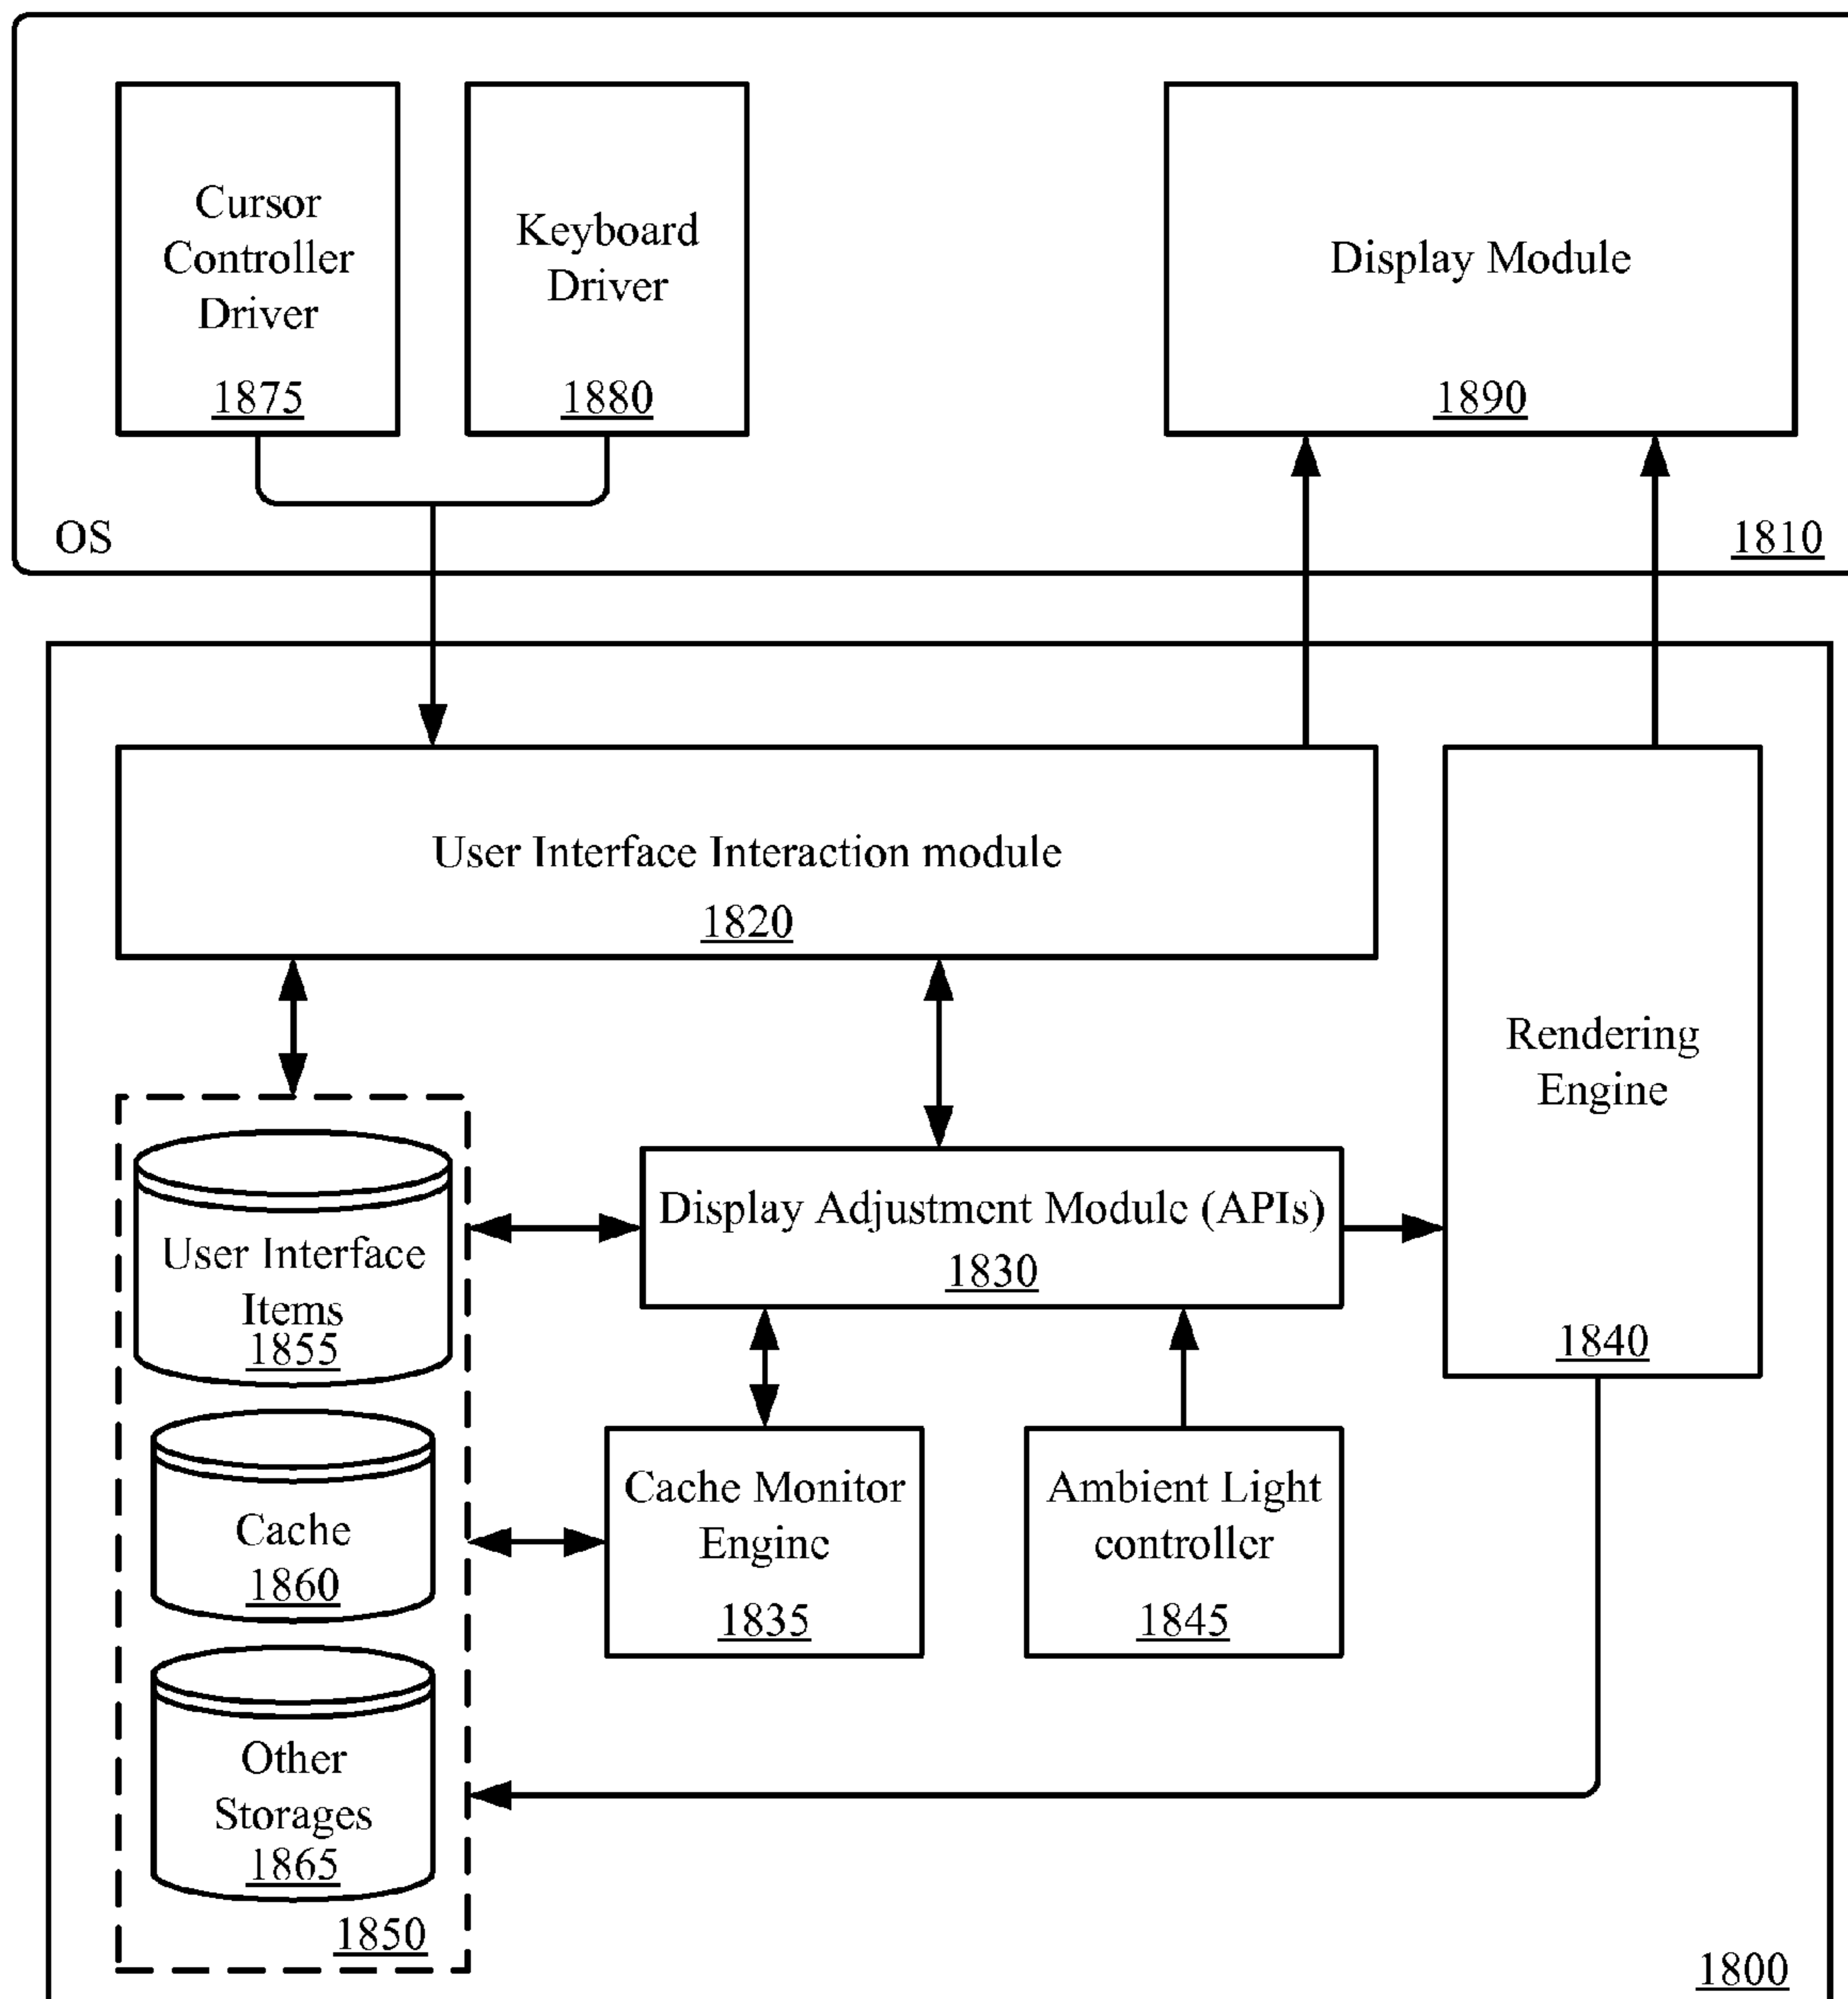 Cursor
Controller
Driver
1875
Keyboard
Driver
1880
Display Module
1890
OS
1810
User Interface Interaction module
1820
Rendering
Engine
1840
Display Adjustment Module (APIs)
1830
User Interface
Items
1855
Cache Monitor
Engine
1835
Ambient Light
controller
1845
Cache
1860
Other
Storages
1865
1850
1800